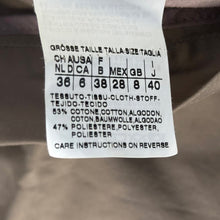 GRÖSSE TAILLE TALLA-SIZE TAGLIA
CH AUSA F I
NL D CA B MEX GB J
36 6 38 28 8 40
TESSUTO-TISSU-CLOTH-STOFF-
TEJIDO-TECIDO
53% COTONE,COTTON,ALGODON,
COTON, BAUMWOLLE,ALGODAO
47% POLIESTERE,POLYESTER,
POLIESTER
CARE INSTRUCTIONS ON REVERSE